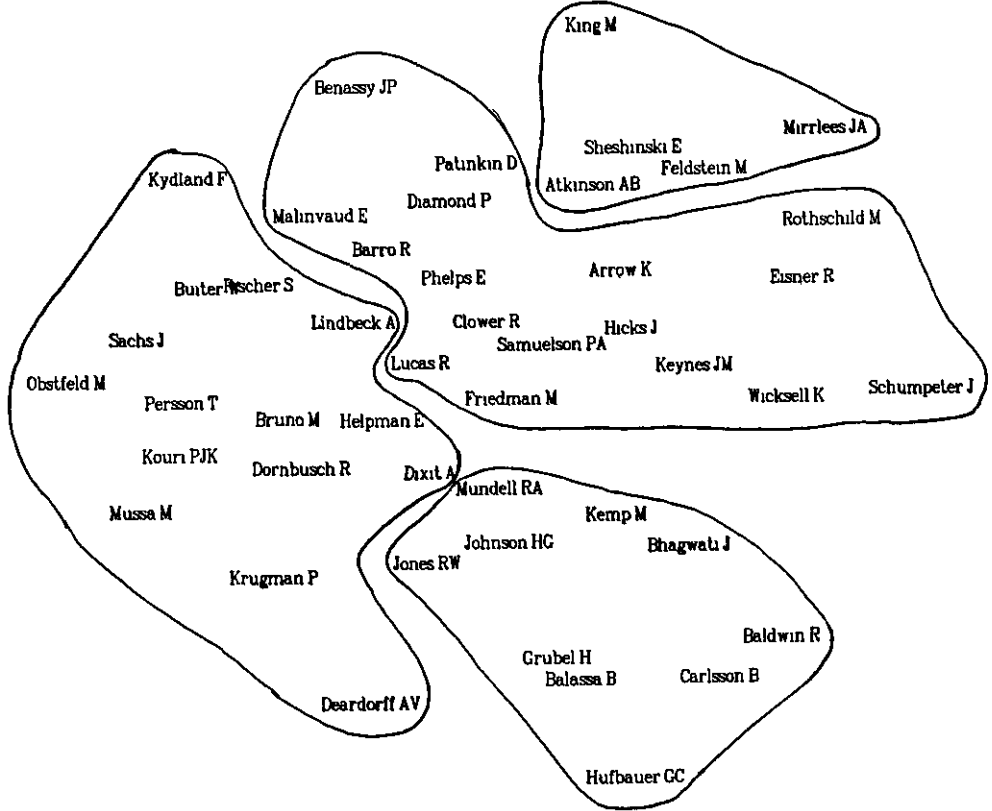 King M
Benassy JP
Mirrlees JA
Sheshinski E
Patinkin D
Feldstein M
Kydland F
Atkinson AB
Diamond P
Malinvaud E
Rothschild M
Barro R
Arrow K
Phelps E
Eisner R
Buiter W
Fischer S
Lindbeck A
Clower R
Hicks J
Sachs J
Samuelson PA
Lucas R
Keynes JM
Obstfeld M
Schumpeter J
Persson T
Friedman M
Wicksell K
Bruno M
Helpman E
Kouri PJK
Dornbusch R
Dixit A
Mundell RA
Mussa M
Kemp M
Johnson HG
Bhagwati J
Jones RW
Krugman P
Baldwin R
Grubel H
Balassa B
Carlsson B
Deardorff AV
Hufbauer GC